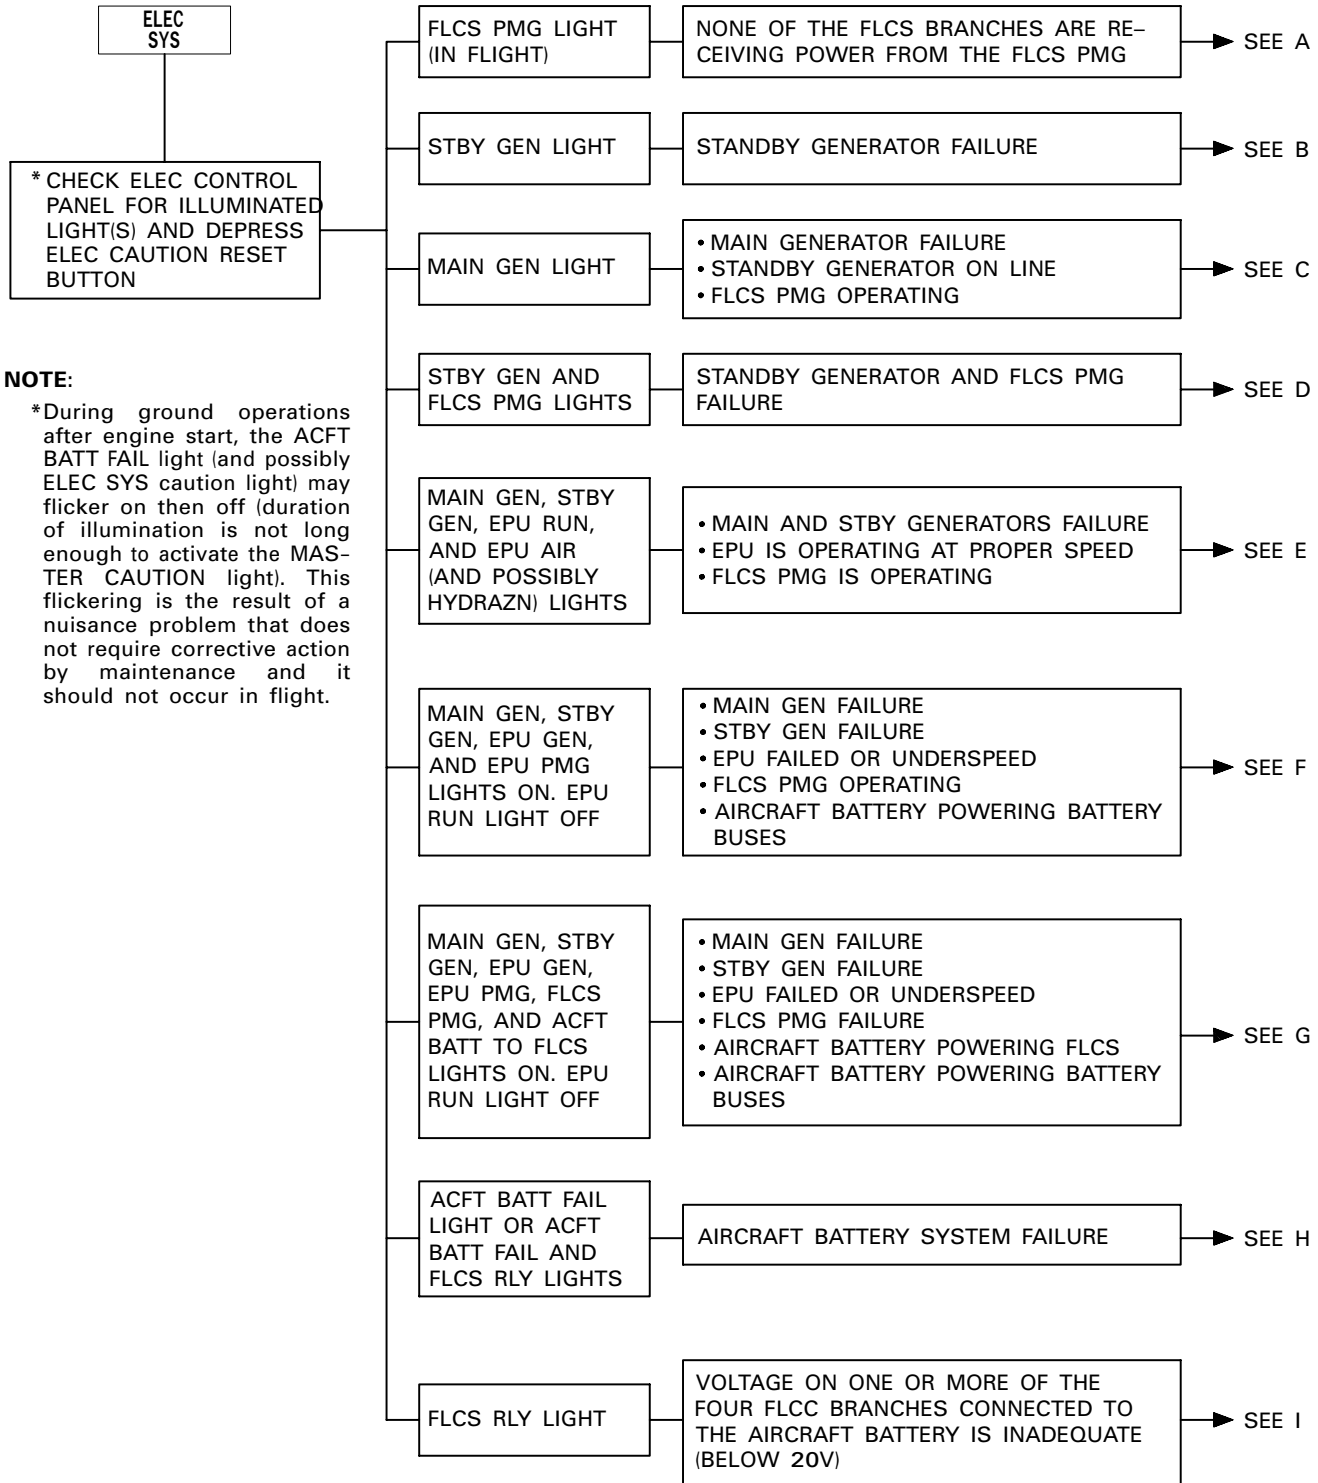 ELEC
SYS
* CHECK ELEC CONTROL
PANEL FOR ILLUMINATED
LIGHT(S) AND DEPRESS
ELEC CAUTION RESET
BUTTON
NOTE:
*During ground operations
after engine start, the ACFT
BATT FAIL light (and possibly
ELEC SYS caution light) may
flicker on then off (duration
of illumination is not long
enough to activate the MAS–
TER CAUTION light). This
flickering is the result of a
nuisance problem that does
not require corrective action
by maintenance and it
should not occur in flight.
FLCS PMG LIGHT
(IN FLIGHT)
NONE OF THE FLCS BRANCHES ARE RE–
CEIVING POWER FROM THE FLCS PMG
SEE A
STBY GEN LIGHT
STANDBY GENERATOR FAILURE
SEE B
MAIN GEN LIGHT
• MAIN GENERATOR FAILURE
• STANDBY GENERATOR ON LINE
• FLCS PMG OPERATING
SEE C
STBY GEN AND
FLCS PMG LIGHTS
STANDBY GENERATOR AND FLCS PMG
FAILURE
SEE D
MAIN GEN, STBY
GEN, EPU RUN,
AND EPU AIR
(AND POSSIBLY
HYDRAZN) LIGHTS
• MAIN AND STBY GENERATORS FAILURE
• EPU IS OPERATING AT PROPER SPEED
• FLCS PMG IS OPERATING
SEE E
MAIN GEN, STBY
GEN, EPU GEN,
AND EPU PMG
LIGHTS ON. EPU
RUN LIGHT OFF
• MAIN GEN FAILURE
• STBY GEN FAILURE
• EPU FAILED OR UNDERSPEED
• FLCS PMG OPERATING
• AIRCRAFT BATTERY POWERING BATTERY
BUSES
SEE F
MAIN GEN, STBY
GEN, EPU GEN,
EPU PMG, FLCS
PMG, AND ACFT
BATT TO FLCS
LIGHTS ON. EPU
RUN LIGHT OFF
• MAIN GEN FAILURE
• STBY GEN FAILURE
• EPU FAILED OR UNDERSPEED
• FLCS PMG FAILURE
• AIRCRAFT BATTERY POWERING FLCS
• AIRCRAFT BATTERY POWERING BATTERY
BUSES
SEE G
ACFT BATT FAIL
LIGHT OR ACFT
BATT FAIL AND
FLCS RLY LIGHTS
AIRCRAFT BATTERY SYSTEM FAILURE
SEE H
FLCS RLY LIGHT
VOLTAGE ON ONE OR MORE OF THE
FOUR FLCC BRANCHES CONNECTED TO
THE AIRCRAFT BATTERY IS INADEQUATE
(BELOW 20V)
SEE I